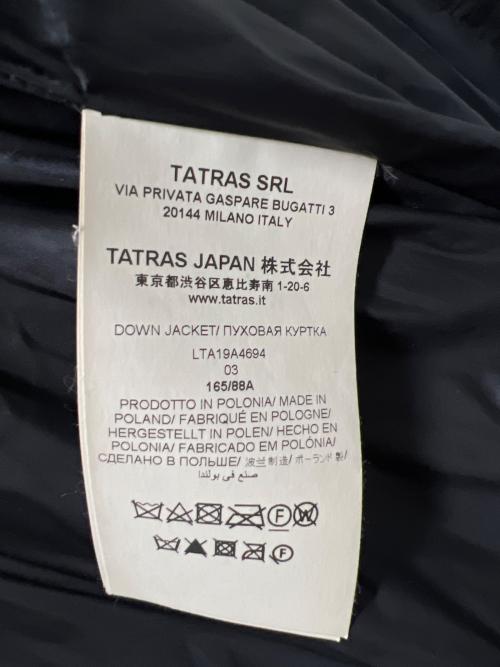 TATRAS SRL
VIA PRIVATA GASPARE BUGATTI 3
20144 MILANO ITALY
TATRAS JAPAN 株式会社
東京都渋谷区恵比寿南 1-20-6
www.tatras.it
DOWN JACKET/ ПУХОВАЯ КУРТКА
LTA19A4694
03
165/88A
PRODOTTO IN POLONIA/ MADE IN
POLAND/ FABRIQUÉ EN POLOGNE/
HERGESTELLT IN POLEN/ HECHO EN
POLONIA/ FABRICADO EM POLÓNIA/
СДЕЛАНО В ПОЛЬШЕ/ 波兰制造/ ポーランド 製/
صنع في بولندا
F W
F